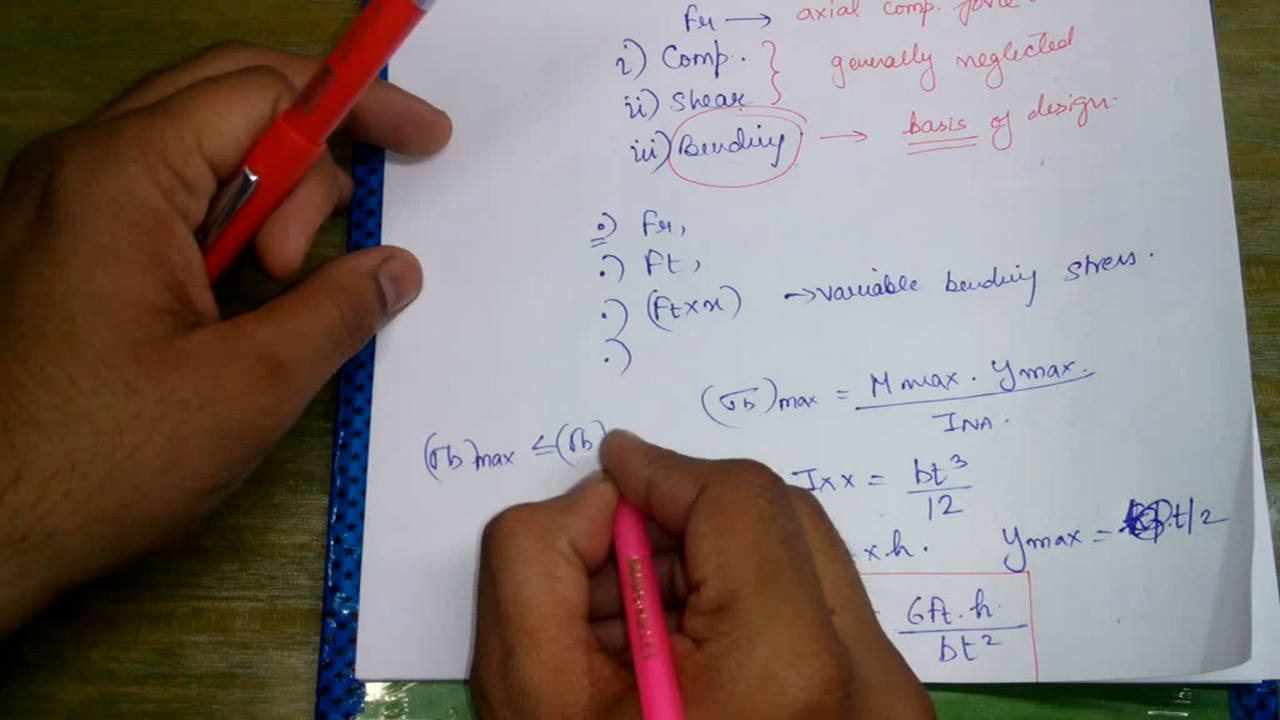 Fr → axial comp. force
i) Comp. } generally neglected
ii) Shear
iii) Bending → basis of design.
•) Fr,
•) Ft,
•) (Ft×x) → variable bending stress.
•)
(σb)max = Mmax. ymax. / INA.
(σb)max ≤ (σb)
Ixx = bt³/12
xh. ymax = t/2
6Ft.h / bt²